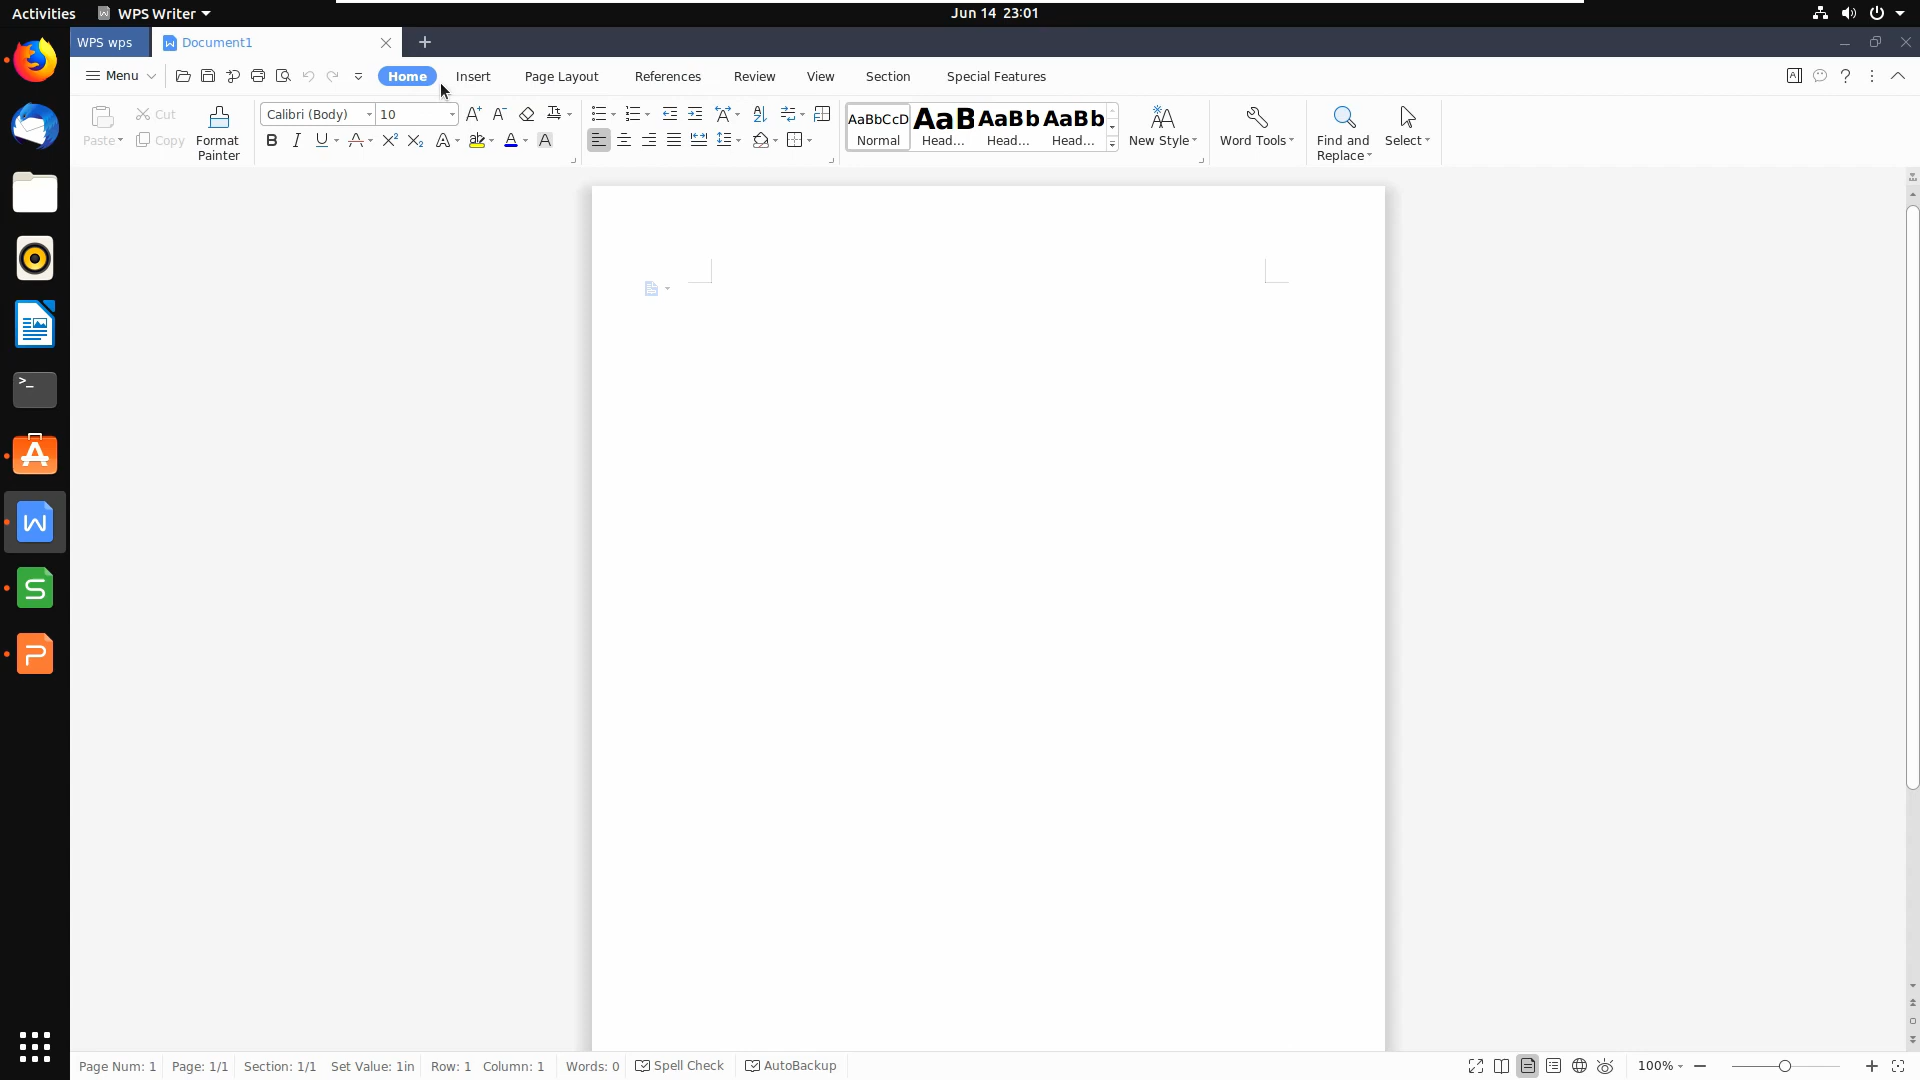 Activities WPS Writer Jun 14 23:01
WPS wps Document1
Menu Home Insert Page Layout References Review View Section Special Features
Paste Cut Copy Format Painter
Calibri (Body) 10
AaBbCcD AaB AaBb AaBb
Normal Head... Head... Head...
New Style Word Tools Find and Replace Select
Page Num: 1 Page: 1/1 Section: 1/1 Set Value: 1in Row: 1 Column: 1 Words: 0 Spell Check AutoBackup 100%